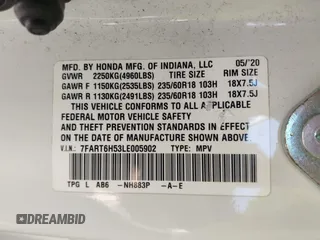 MFD. BY HONDA MFG. OF INDIANA, LLC 05/'20
GVWR 2250KG(4960LBS) TIRE SIZE RIM SIZE
GAWR F 1150KG(2535LBS) 235/60R18 103H 18X7.5J
GAWR R 1130KG(2491LBS) 235/60R18 103H 18X7.5J
THIS VEHICLE CONFORMS TO ALL APPLICABLE
FEDERAL MOTOR VEHICLE SAFETY
AND THEFT PREVENTION STANDARDS IN EFFECT
ON THE DATE OF MANUFACTURE SHOWN ABOVE.
V.I.N.: 7FART6H53LE005902 TYPE: MPV
TPG L AB6 -NH883P -A-E
© DREAMBID.COM